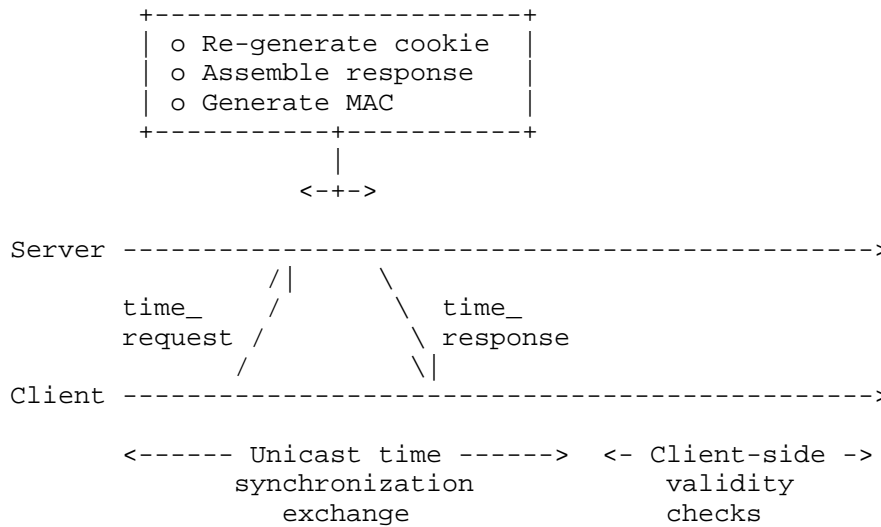 +-----------------------+
| o Re-generate cookie  |
| o Assemble response   |
| o Generate MAC        |
+-----------+-----------+
|
<-+->
Server ----------------------------------------------->
/|     \
time_    /       \  time_
request /         \ response
/           \|
Client ----------------------------------------------->
<------ Unicast time ------>  <- Client-side ->
synchronization            validity
exchange                checks